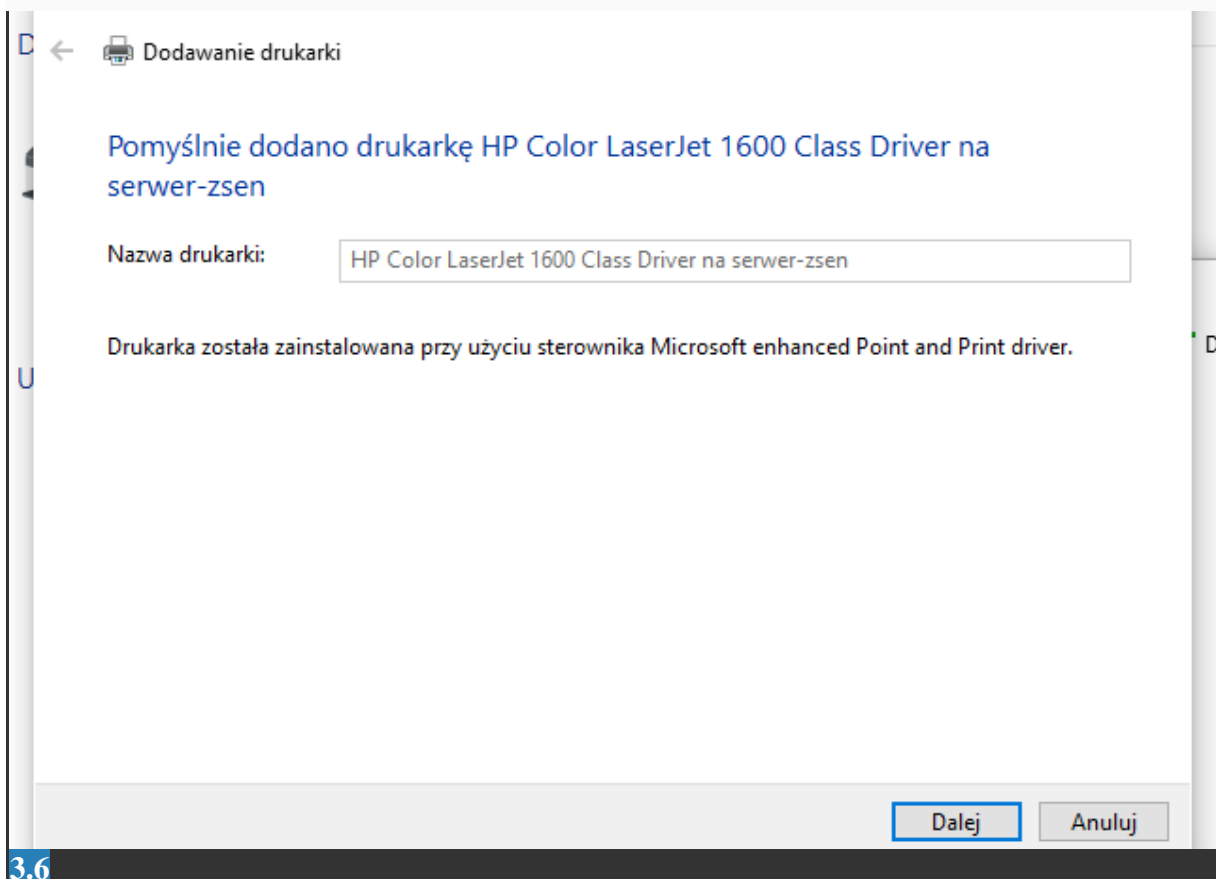 D
Dodawanie drukarki
Pomyślnie dodano drukarkę HP Color LaserJet 1600 Class Driver na
serwer-zsen
Nazwa drukarki:
HP Color LaserJet 1600 Class Driver na serwer-zsen
Drukarka została zainstalowana przy użyciu sterownika Microsoft enhanced Point and Print driver.
D
U
Dalej
Anuluj
3.6